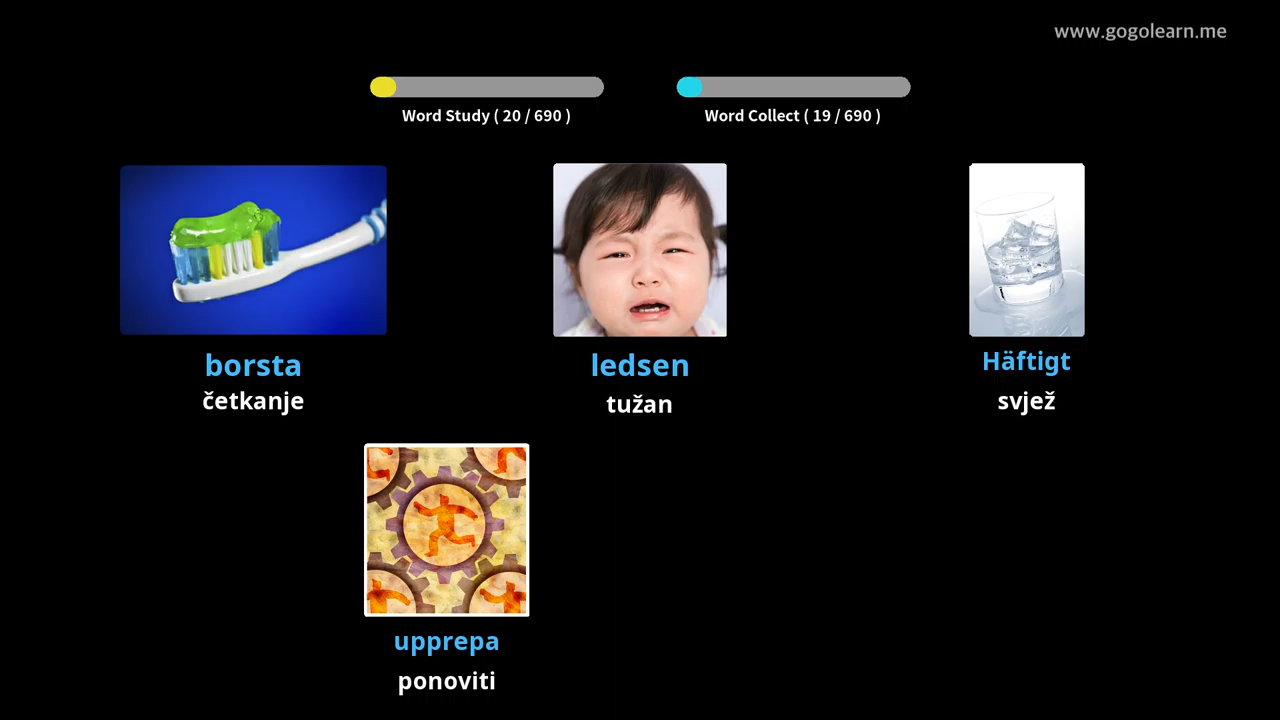 www.gogolearn.me
Word Study ( 20 / 690 )
Word Collect ( 19 / 690 )
borsta
četkanje
ledsen
tužan
Häftigt
svjež
upprepa
ponoviti